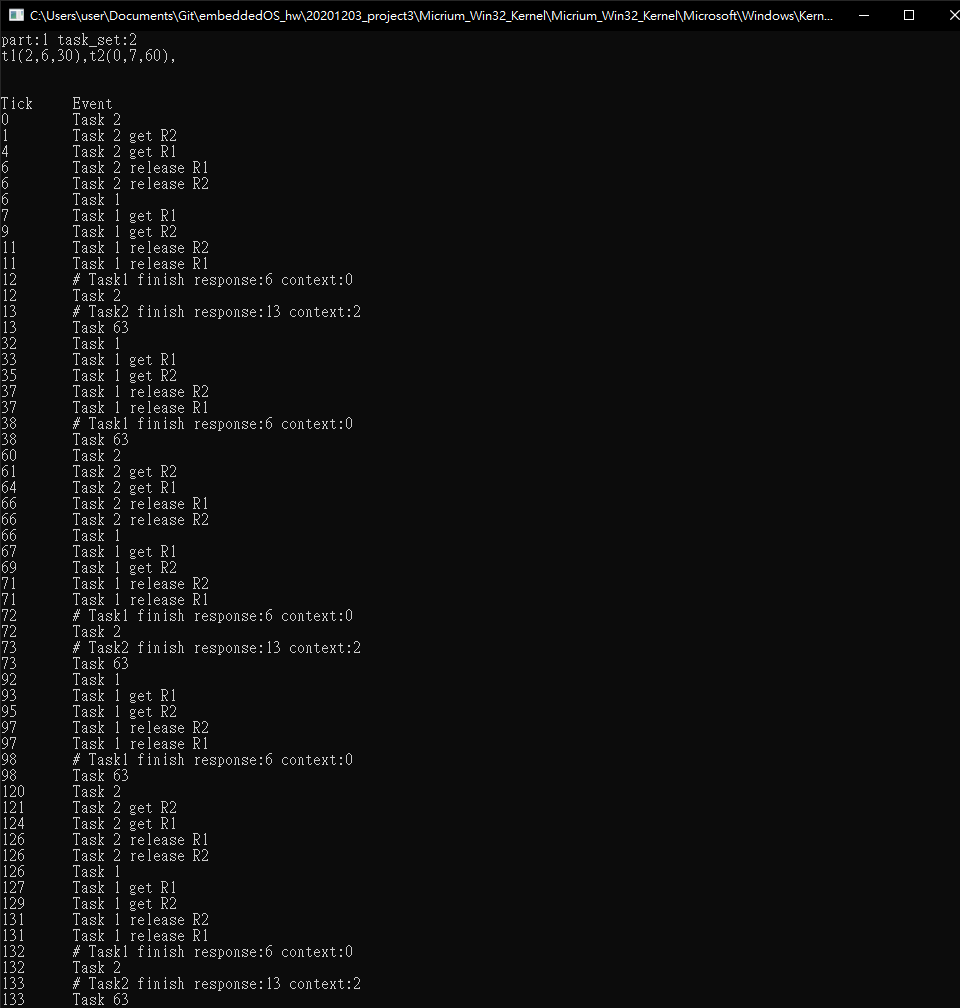 C:\Users\user\Documents\Git\embeddedOS_hw\20201203_project3\Micrium_Win32_Kernel\Micrium_Win32_Kernel\Microsoft\Windows\Kern...
part:1 task_set:2
t1(2,6,30),t2(0,7,60),
Tick Event
0 Task 2
1 Task 2 get R2
4 Task 2 get R1
6 Task 2 release R1
6 Task 2 release R2
6 Task 1
7 Task 1 get R1
9 Task 1 get R2
11 Task 1 release R2
11 Task 1 release R1
12 # Task1 finish response:6 context:0
12 Task 2
13 # Task2 finish response:13 context:2
13 Task 63
32 Task 1
33 Task 1 get R1
35 Task 1 get R2
37 Task 1 release R2
37 Task 1 release R1
38 # Task1 finish response:6 context:0
38 Task 63
60 Task 2
61 Task 2 get R2
64 Task 2 get R1
66 Task 2 release R1
66 Task 2 release R2
66 Task 1
67 Task 1 get R1
69 Task 1 get R2
71 Task 1 release R2
71 Task 1 release R1
72 # Task1 finish response:6 context:0
72 Task 2
73 # Task2 finish response:13 context:2
73 Task 63
92 Task 1
93 Task 1 get R1
95 Task 1 get R2
97 Task 1 release R2
97 Task 1 release R1
98 # Task1 finish response:6 context:0
98 Task 63
120 Task 2
121 Task 2 get R2
124 Task 2 get R1
126 Task 2 release R1
126 Task 2 release R2
126 Task 1
127 Task 1 get R1
129 Task 1 get R2
131 Task 1 release R2
131 Task 1 release R1
132 # Task1 finish response:6 context:0
132 Task 2
133 # Task2 finish response:13 context:2
133 Task 63